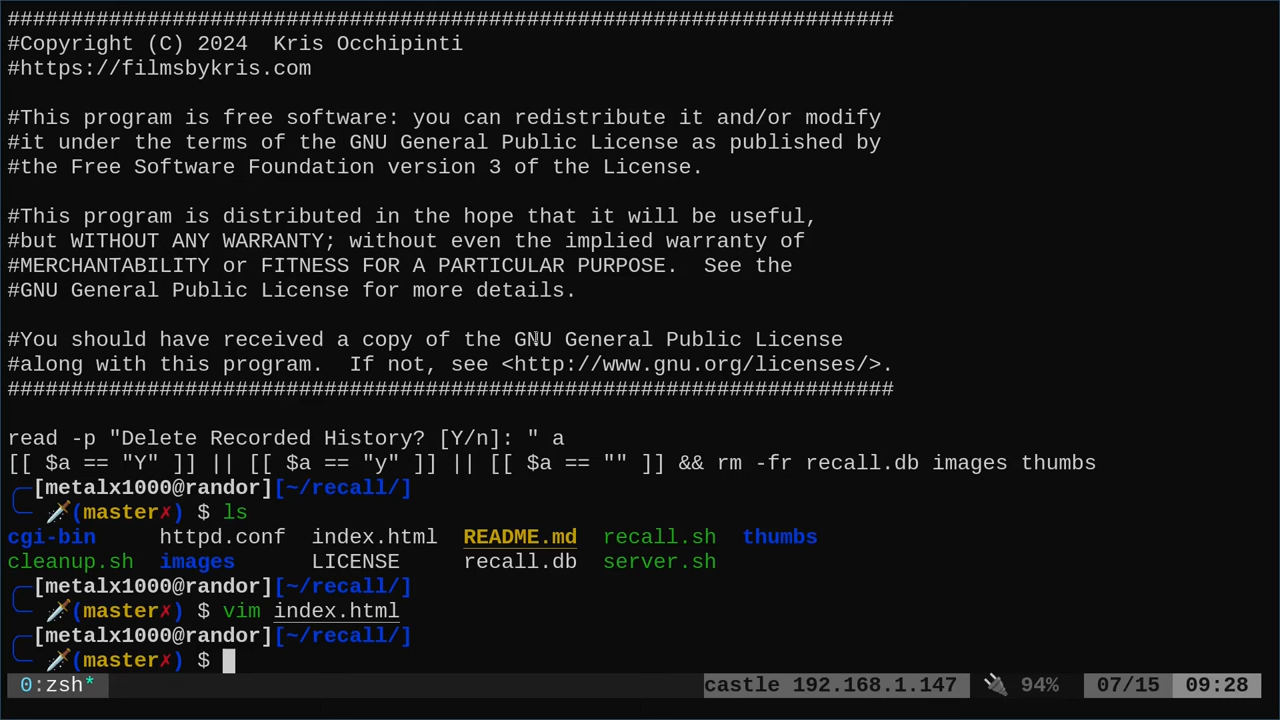 ######################################################################
#Copyright (C) 2024  Kris Occhipinti
#https://filmsbykris.com
#This program is free software: you can redistribute it and/or modify
#it under the terms of the GNU General Public License as published by
#the Free Software Foundation version 3 of the License.
#This program is distributed in the hope that it will be useful,
#but WITHOUT ANY WARRANTY; without even the implied warranty of
#MERCHANTABILITY or FITNESS FOR A PARTICULAR PURPOSE.  See the
#GNU General Public License for more details.
#You should have received a copy of the GNU General Public License
#along with this program.  If not, see <http://www.gnu.org/licenses/>.
######################################################################
read -p "Delete Recorded History? [Y/n]: " a
[[ $a == "Y" ]] || [[ $a == "y" ]] || [[ $a == "" ]] && rm -fr recall.db images thumbs
[metalx1000@randor][~/recall/]
(master✗) $ ls
cgi-bin     httpd.conf  index.html  README.md  recall.sh  thumbs
cleanup.sh  images      LICENSE     recall.db  server.sh
[metalx1000@randor][~/recall/]
(master✗) $ vim index.html
[metalx1000@randor][~/recall/]
(master✗) $
0:zsh* castle 192.168.1.147 94% 07/15 09:28